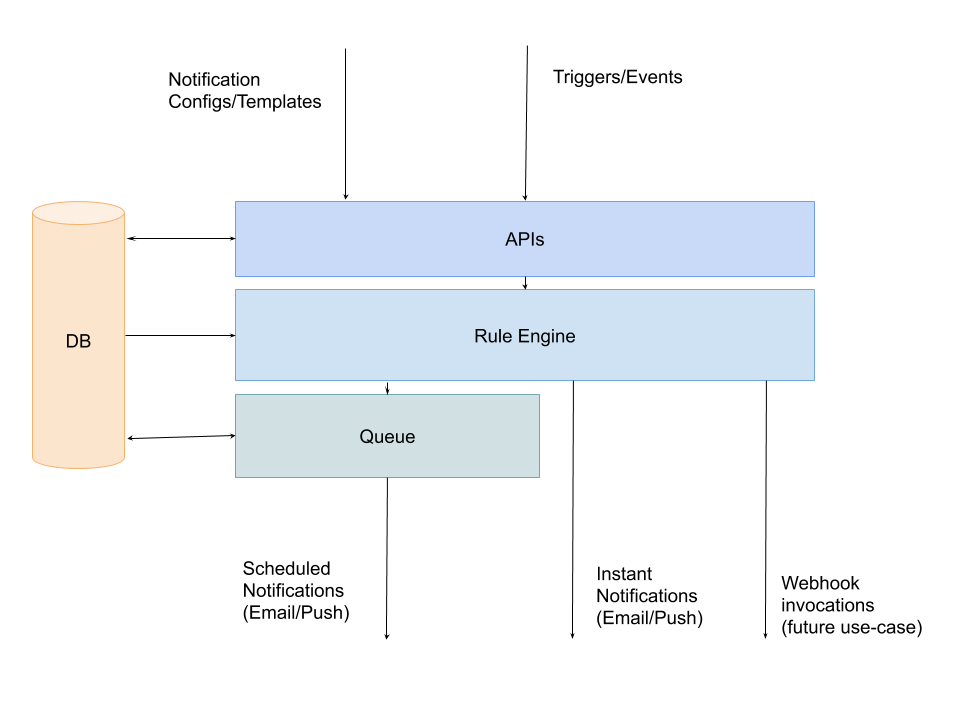 Notification
Configs/Templates
Triggers/Events
APIs
DB
Rule Engine
Queue
Scheduled
Notifications
(Email/Push)
Instant
Notifications
(Email/Push)
Webhook
invocations
(future use-case)